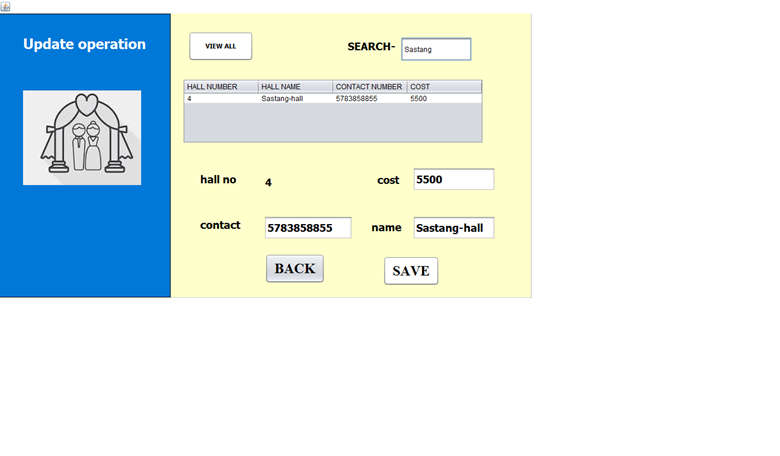 Update operation
VIEW ALL
SEARCH- Sastang
HALL NUMBER HALL NAME CONTACT NUMBER COST
4 Sastang-hall 5783858855 5500
hall no 4 cost 5500
contact 5783858855 name Sastang-hall
BACK SAVE